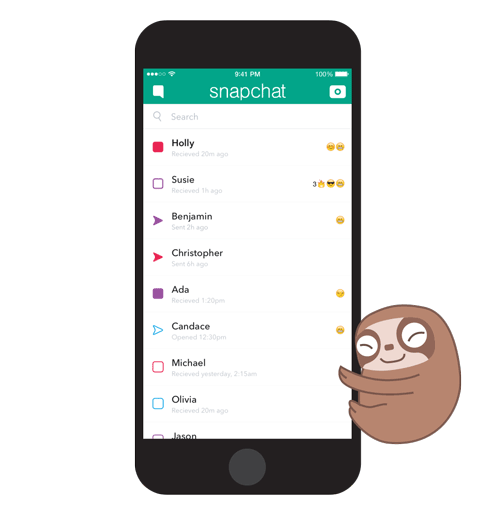 9:41 PM 100%
snapchat
Search
Holly
Recieved 20m ago
Susie
Recieved 1h ago
3
Benjamin
Sent 2h ago
Christopher
Sent 6h ago
Ada
Recieved 1:20pm
Candace
Opened 12:30pm
Michael
Recieved yesterday, 2:15am
Olivia
Recieved 20m ago
Jason